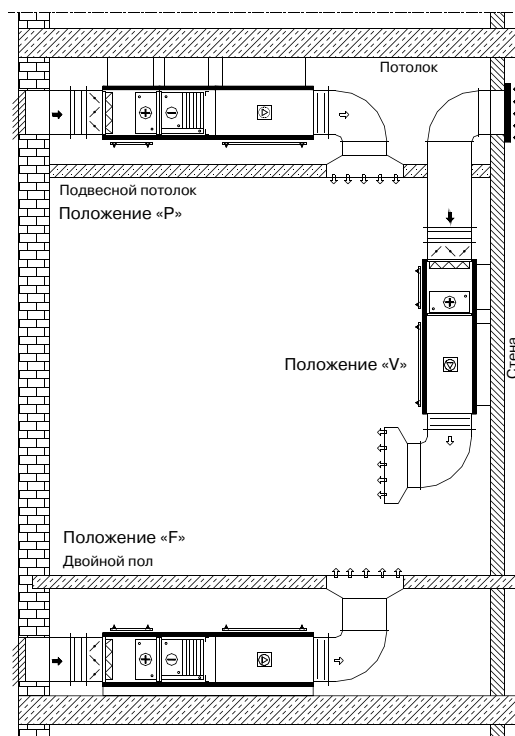 Потолок
Подвесной потолок
Положение «P»
Положение «V»
Стена
Положение «F»
Двойной пол